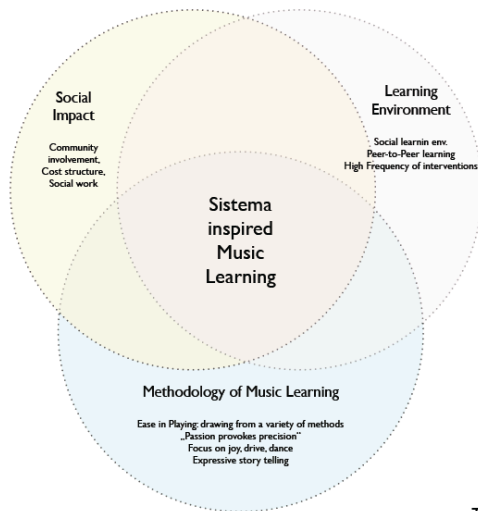 Social
Impact
Community
involvement,
Cost structure,
Social work
Learning
Environment
Social learnin env.
Peer-to-Peer learning
High Frequency of interventions
Sistema
inspired
Music
Learning
Methodology of Music Learning
Ease in Playing: drawing from a variety of methods
„Passion provokes precision“
Focus on joy, drive, dance
Expressive story telling